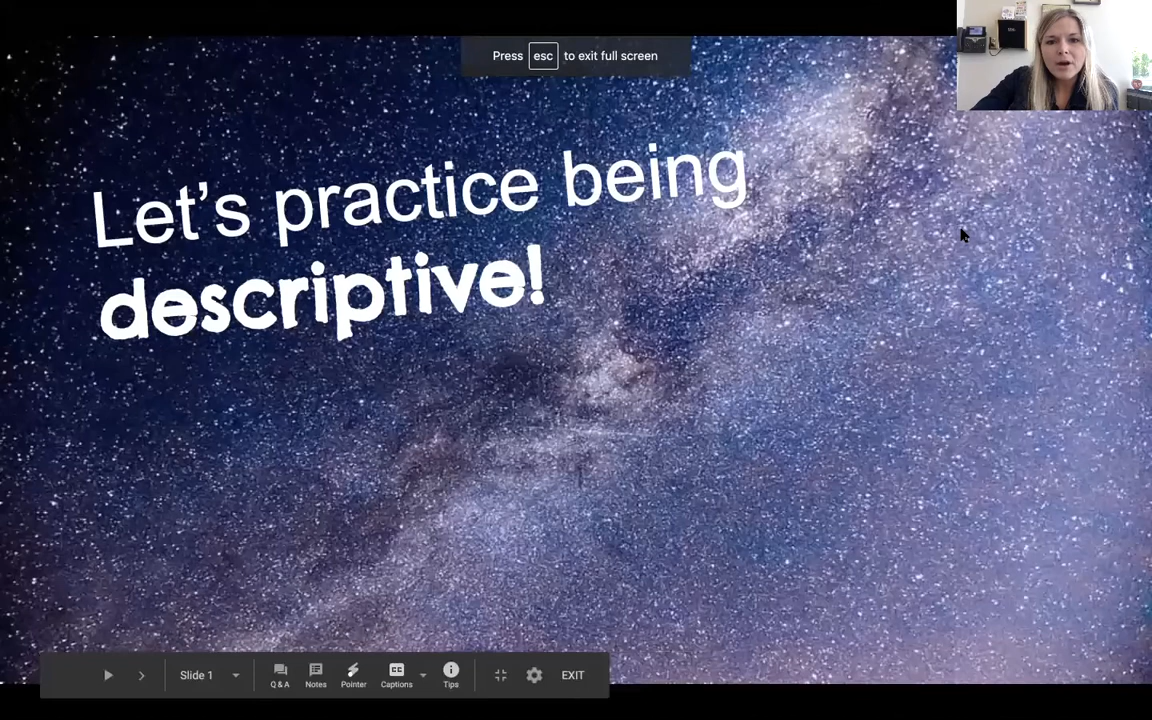 Press esc to exit full screen
Let's practice being
descriptive!
Slide 1
Q & A
Notes
Pointer
Captions
Tips
EXIT